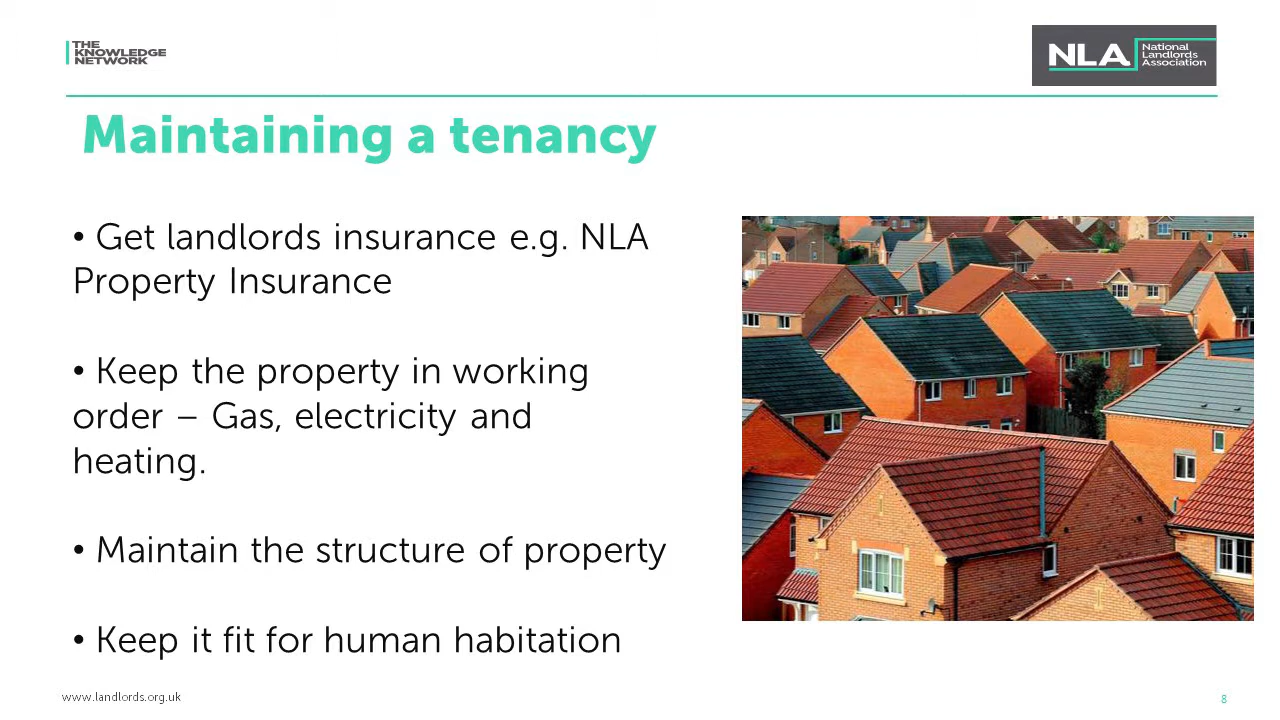 THE
KNOWLEDGE
NETWORK
NLA
National
Landlords
Association
Maintaining a tenancy
• Get landlords insurance e.g. NLA
Property Insurance
• Keep the property in working
order – Gas, electricity and
heating.
• Maintain the structure of property
• Keep it fit for human habitation
www.landlords.org.uk
8